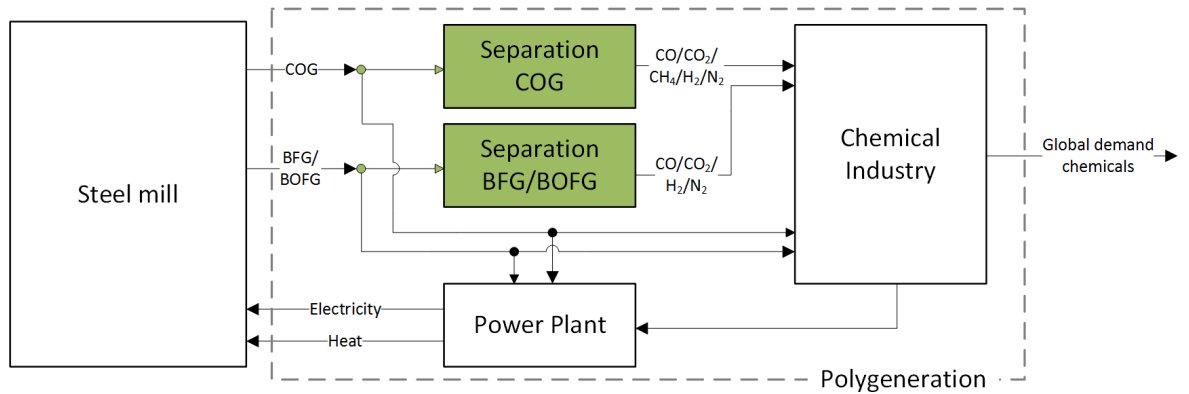 Steel mill
COG
BFG/
BOFG
Separation
COG
Separation
BFG/BOFG
CO/CO₂/
CH₄/H₂/N₂
CO/CO₂/
H₂/N₂
Chemical
Industry
Global demand
chemicals
Electricity
Heat
Power Plant
Polygeneration